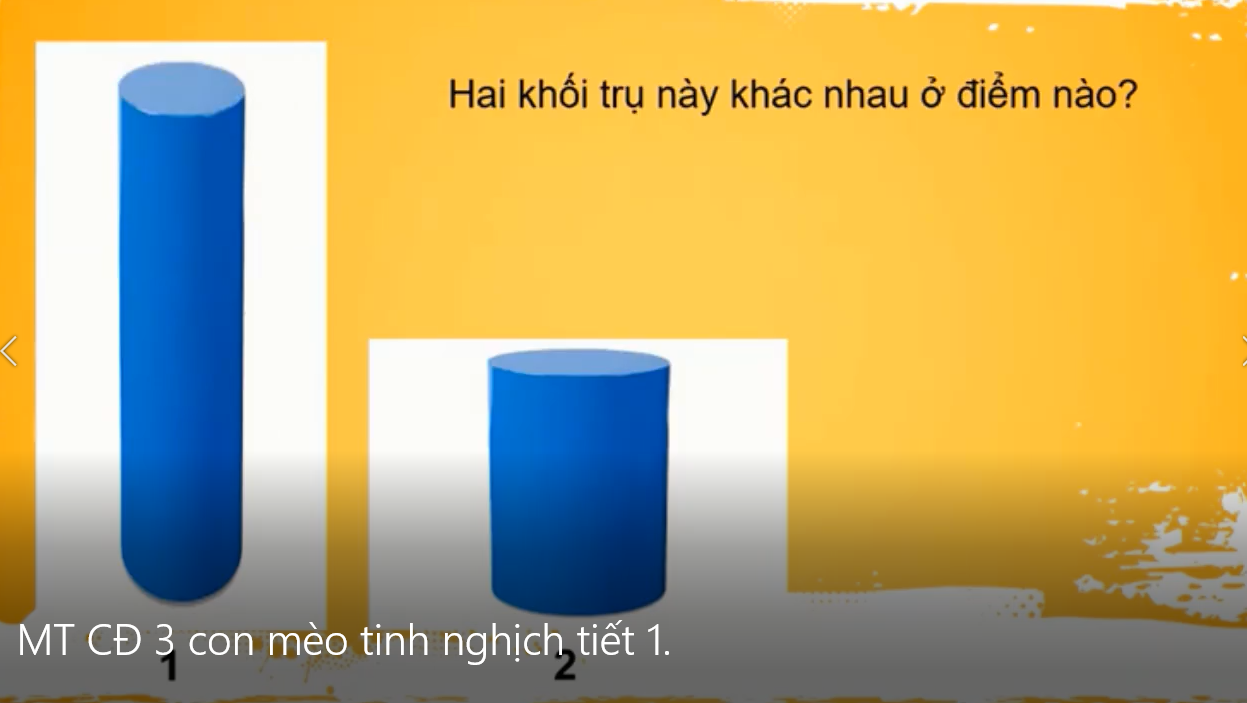 Hai khối trụ này khác nhau ở điểm nào?
MT CĐ 3 con mèo tinh nghịch tiết 1.
1
2